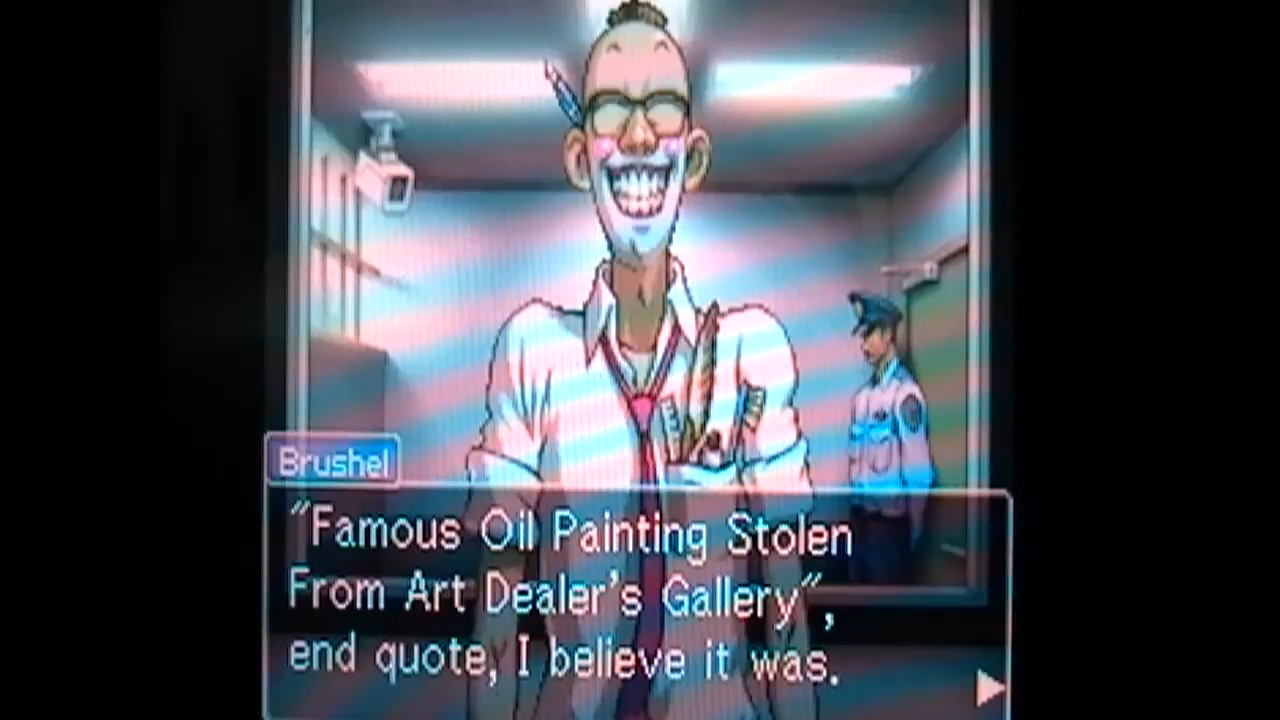 Brushel
"Famous Oil Painting Stolen
From Art Dealer's Gallery",
end quote, I believe it was.